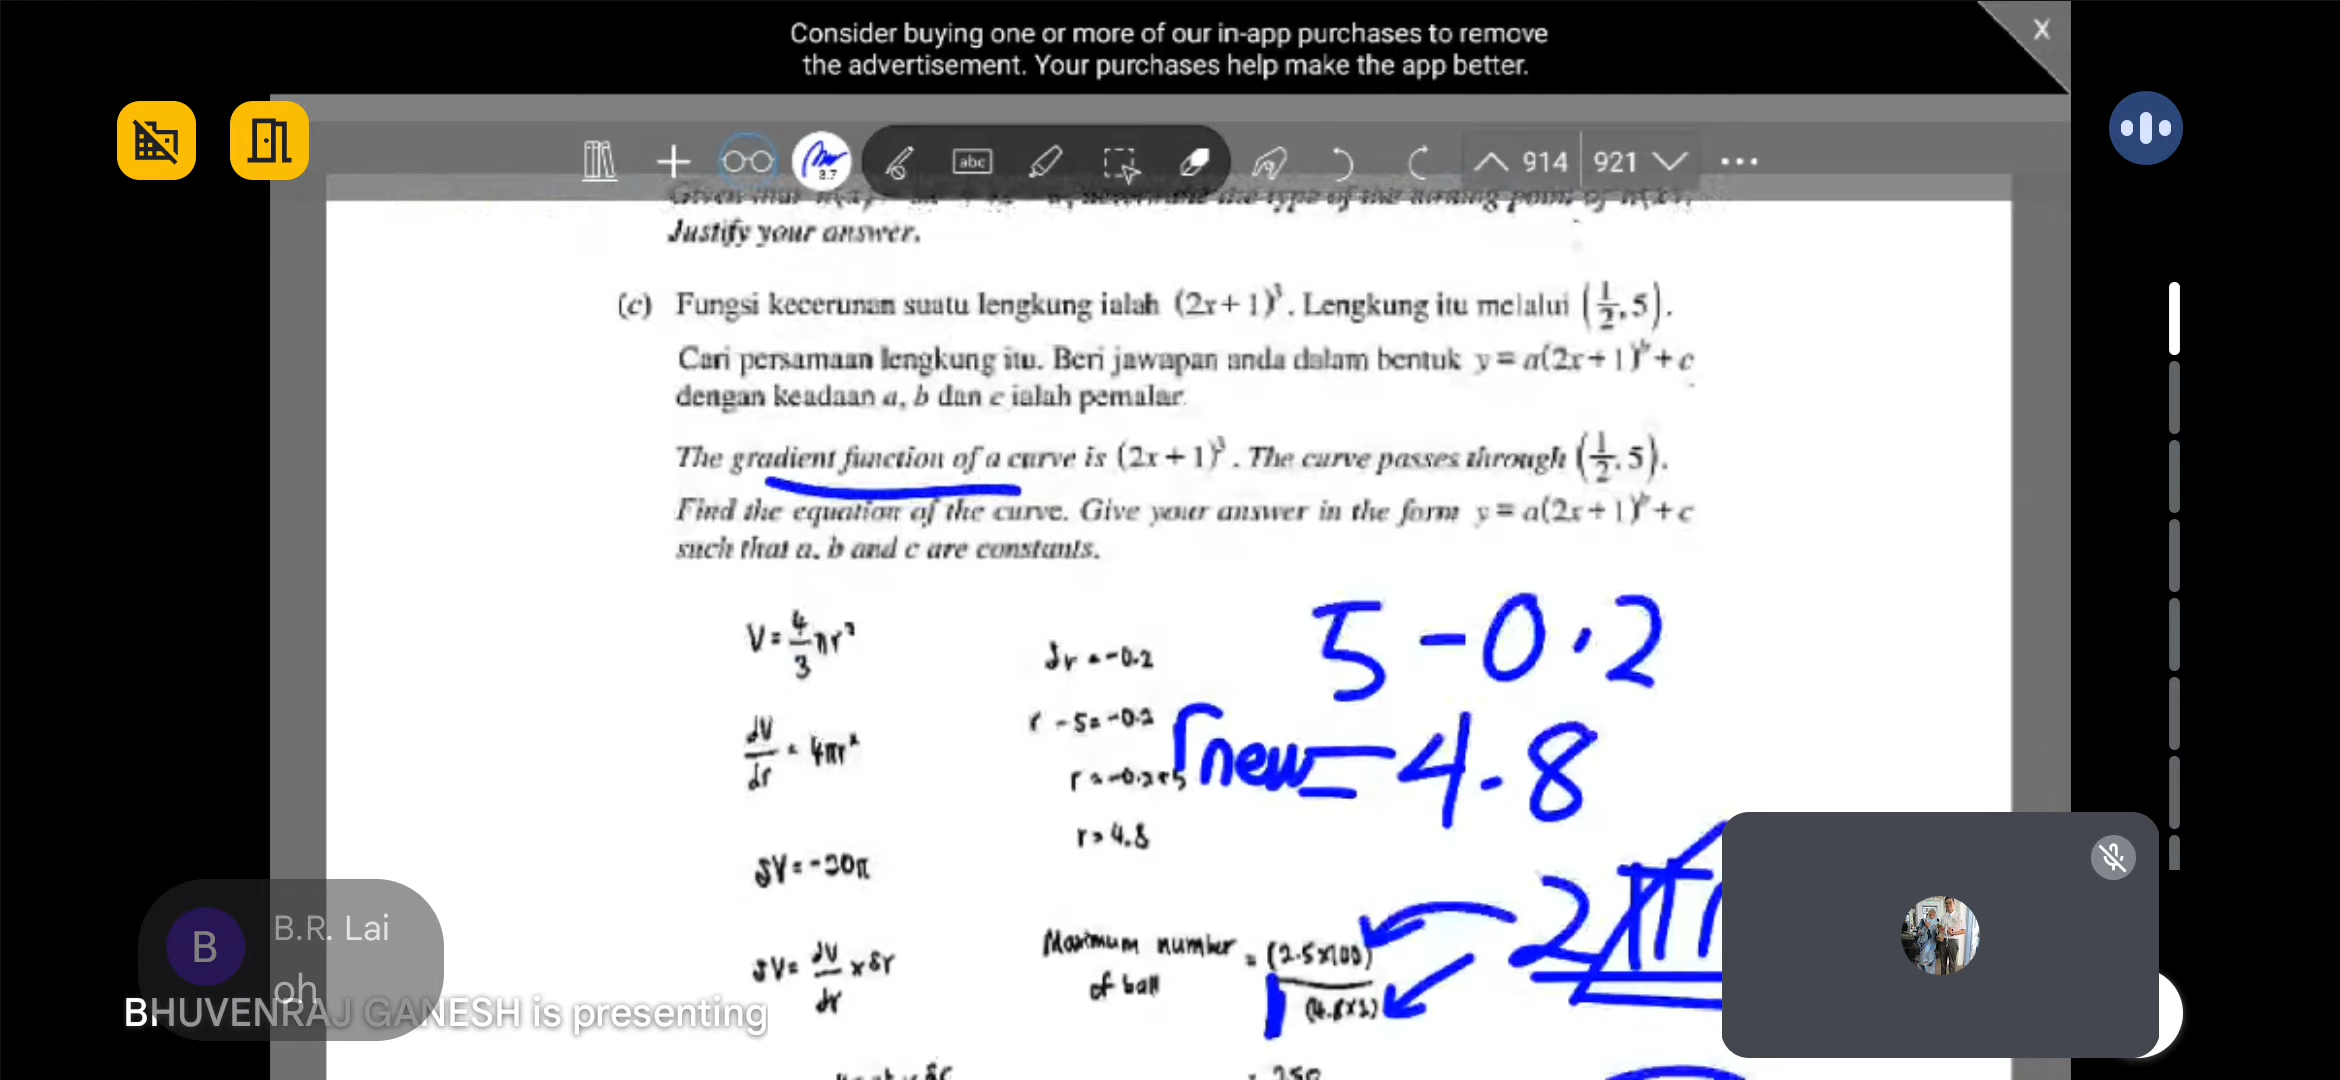 Consider buying one or more of our in-app purchases to remove
the advertisement. Your purchases help make the app better.
X
abc
914
921
8.7
Justify your answer.
(c) Fungsi kecerunan suatu lengkung ialah (2x+1)³. Lengkung itu melalui (1/2, 5).
Cari persamaan lengkung itu. Beri jawapan anda dalam bentuk y = a(2x+1)ᵇ + c
dengan keadaan a, b dan c ialah pemalar.
The gradient function of a curve is (2x+1)³. The curve passes through (1/2, 5).
Find the equation of the curve. Give your answer in the form y = a(2x+1)ᵇ + c
such that a, b and c are constants.
V = 4/3 πr³
dV/dr = 4πr²
δV = -20π
δV = dV/dr × δr
δr = -0.2
r - 5 = -0.2
r = -0.2+5
r = 4.8
5 - 0.2
rnew = 4.8
Maximum number of ball = (2.5×100) / (4.8×2)
= 250
2πr
B
B.R. Lai
oh
BHUVENRAJ GANESH is presenting